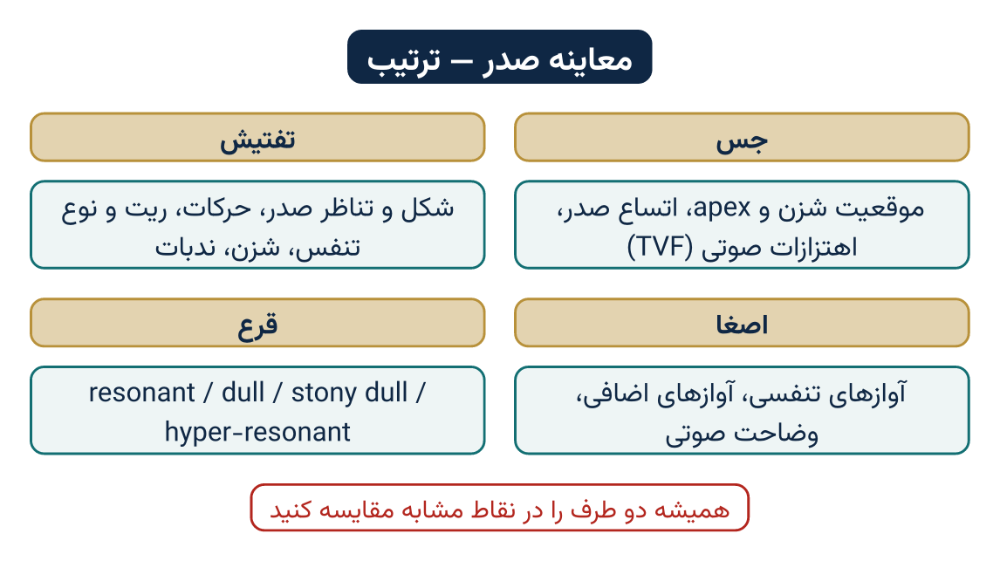 معاینه صدر – ترتیب
تفتیش
شکل و تناظر صدر، حرکات، ریت و نوع
تنفس، شزن، ندبات
جس
موقعیت شزن و apex، اتساع صدر،
اهتزازات صوتی (TVF)
قرع
resonant / dull / stony dull /
hyper-resonant
اصغا
آوازهای تنفسی، آوازهای اضافی،
وضاحت صوتی
همیشه دو طرف را در نقاط مشابه مقایسه کنید